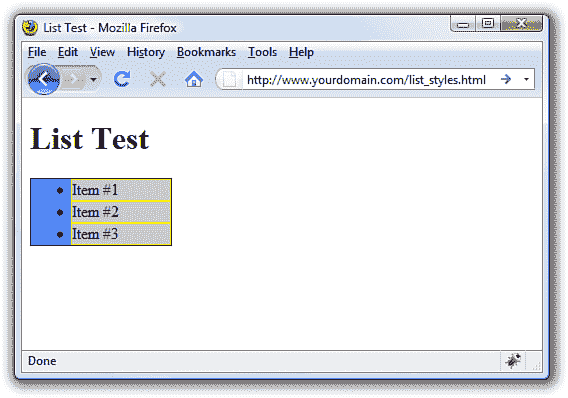 List Test - Mozilla Firefox
File Edit View History Bookmarks Tools Help
http://www.yourdomain.com/list_styles.html
List Test
Item #1
Item #2
Item #3
Done